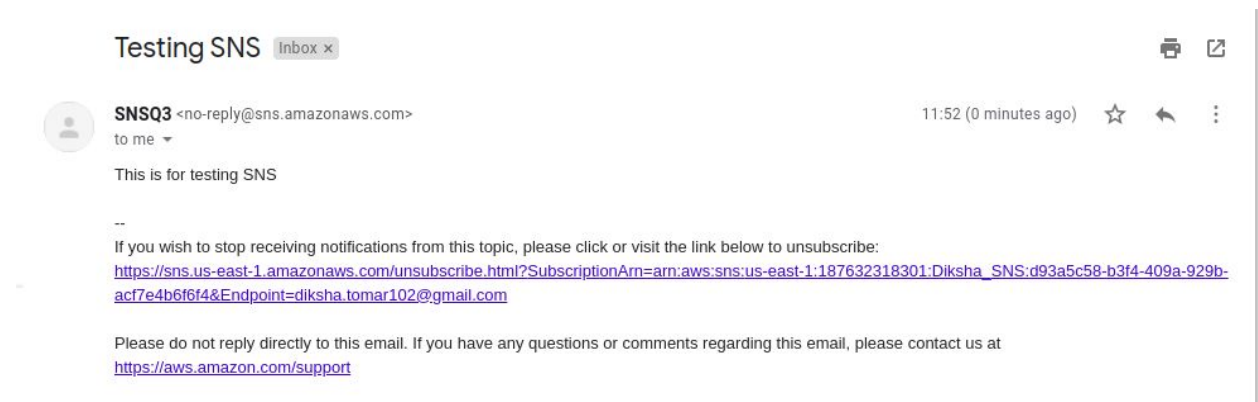 Testing SNS Inbox x
SNSQ3 <no-reply@sns.amazonaws.com> 11:52 (0 minutes ago)
to me
This is for testing SNS
--
If you wish to stop receiving notifications from this topic, please click or visit the link below to unsubscribe:
https://sns.us-east-1.amazonaws.com/unsubscribe.html?SubscriptionArn=arn:aws:sns:us-east-1:187632318301:Diksha_SNS:d93a5c58-b3f4-409a-929b-
acf7e4b6f6f4&Endpoint=diksha.tomar102@gmail.com
Please do not reply directly to this email. If you have any questions or comments regarding this email, please contact us at
https://aws.amazon.com/support